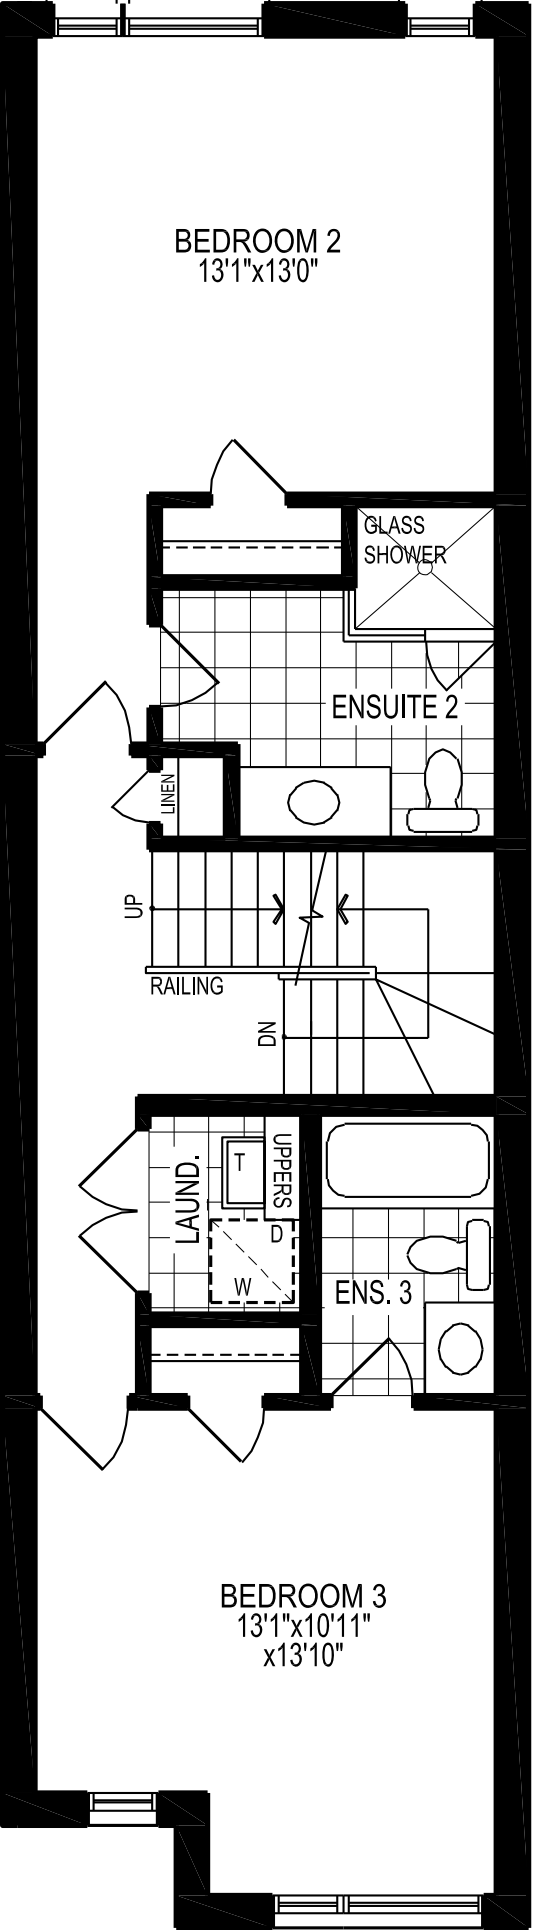 BEDROOM 2
13'1"x13'0"
GLASS
SHOWER
ENSUITE 2
LINEN
UP
RAILING
DN
LAUND.
T
UPPERS
D
W
ENS. 3
BEDROOM 3
13'1"x10'11"
x13'10"